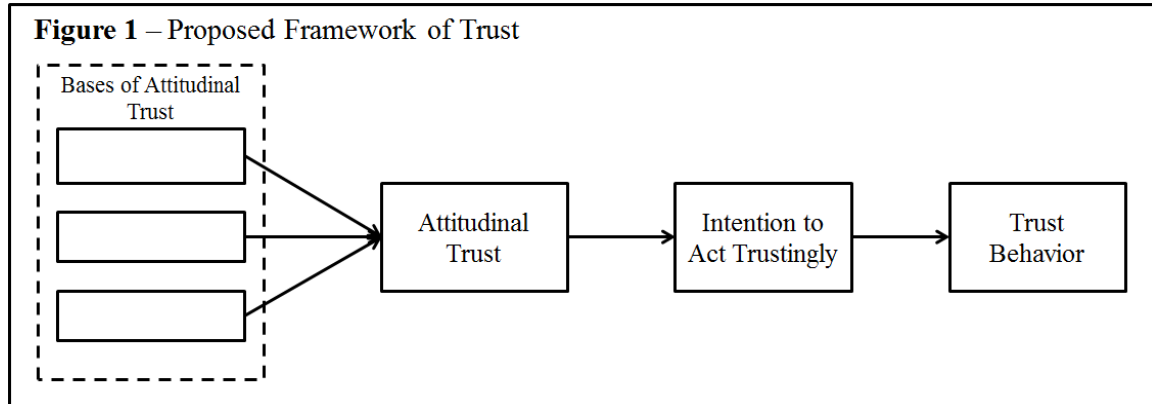 Figure 1 – Proposed Framework of Trust
Bases of Attitudinal
Trust
Attitudinal
Trust
Intention to
Act Trustingly
Trust
Behavior